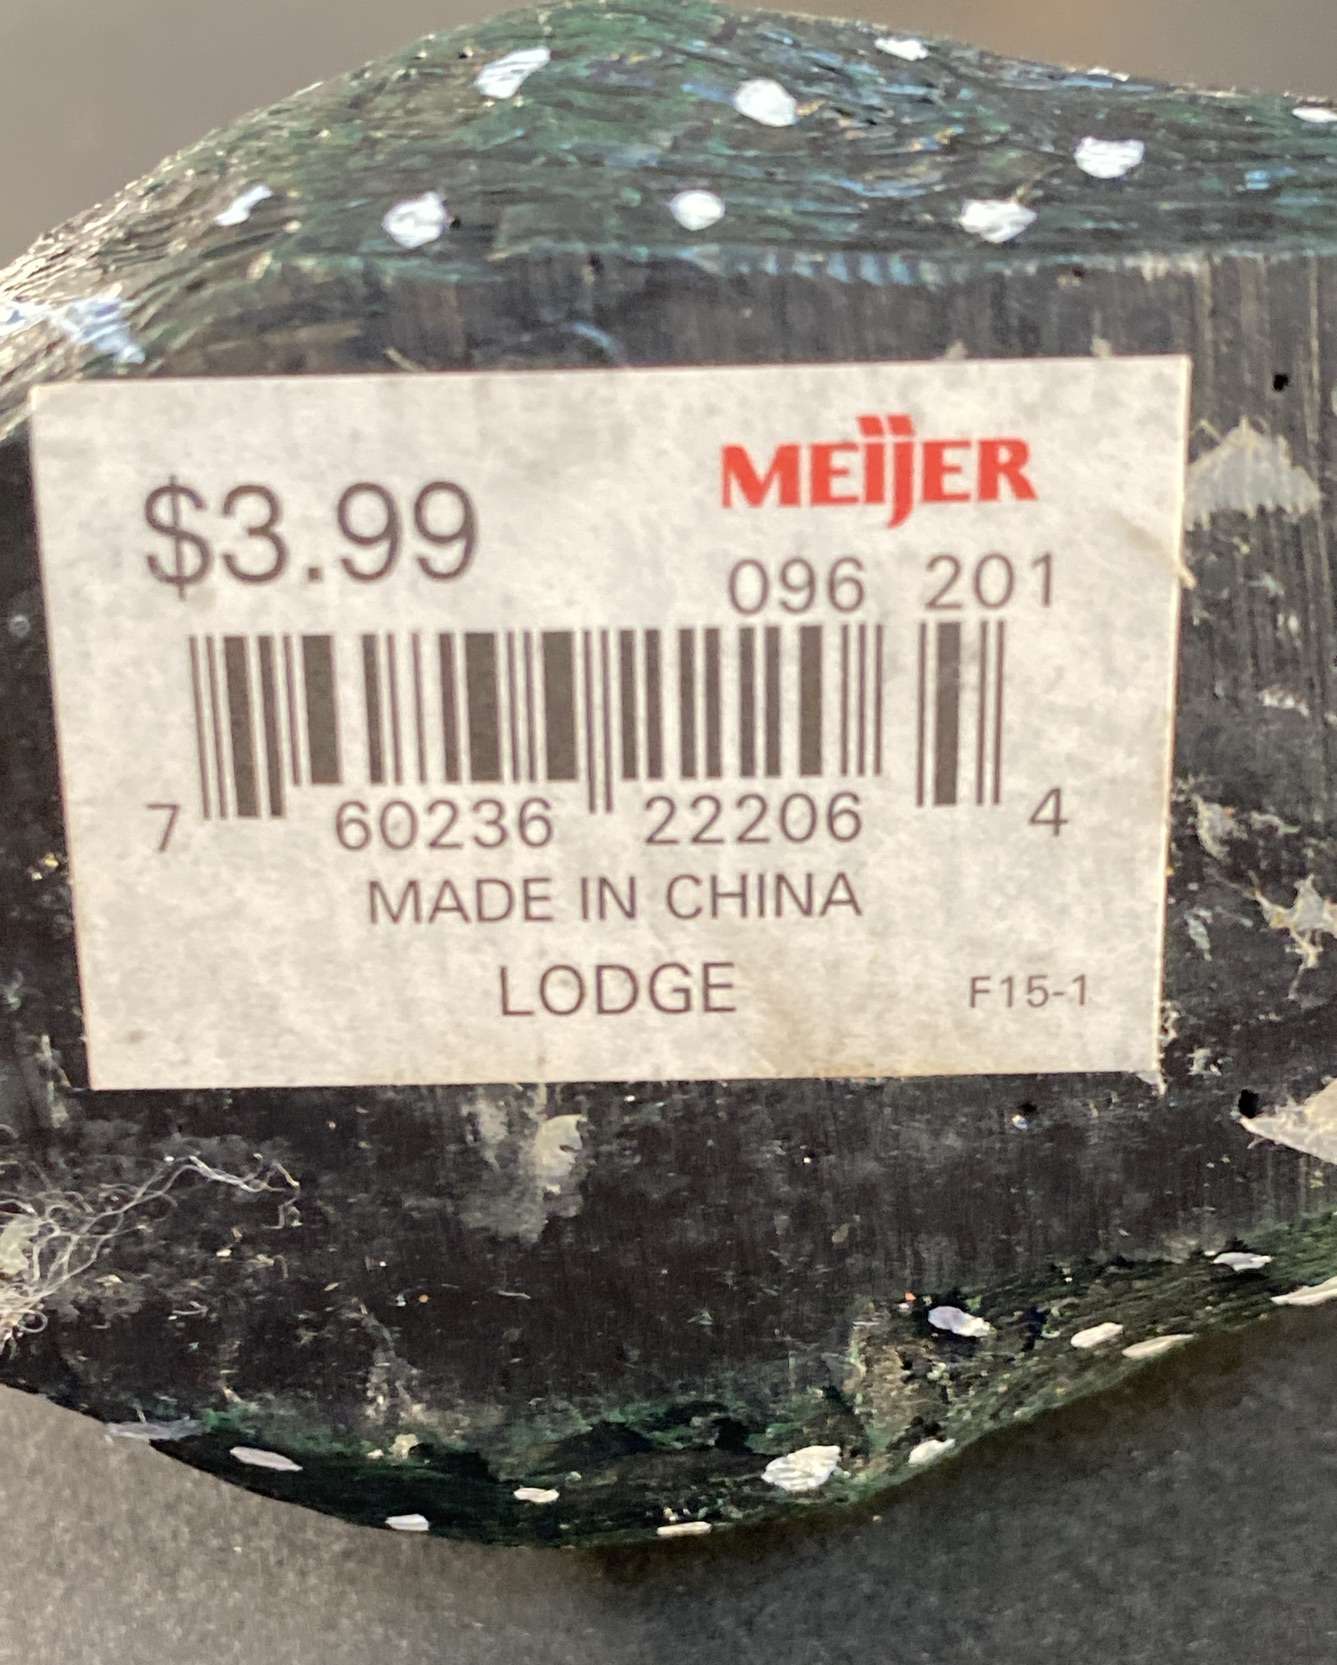 $3.99
MEIJER
096 201
7 60236 22206 4
MADE IN CHINA
LODGE
F15-1